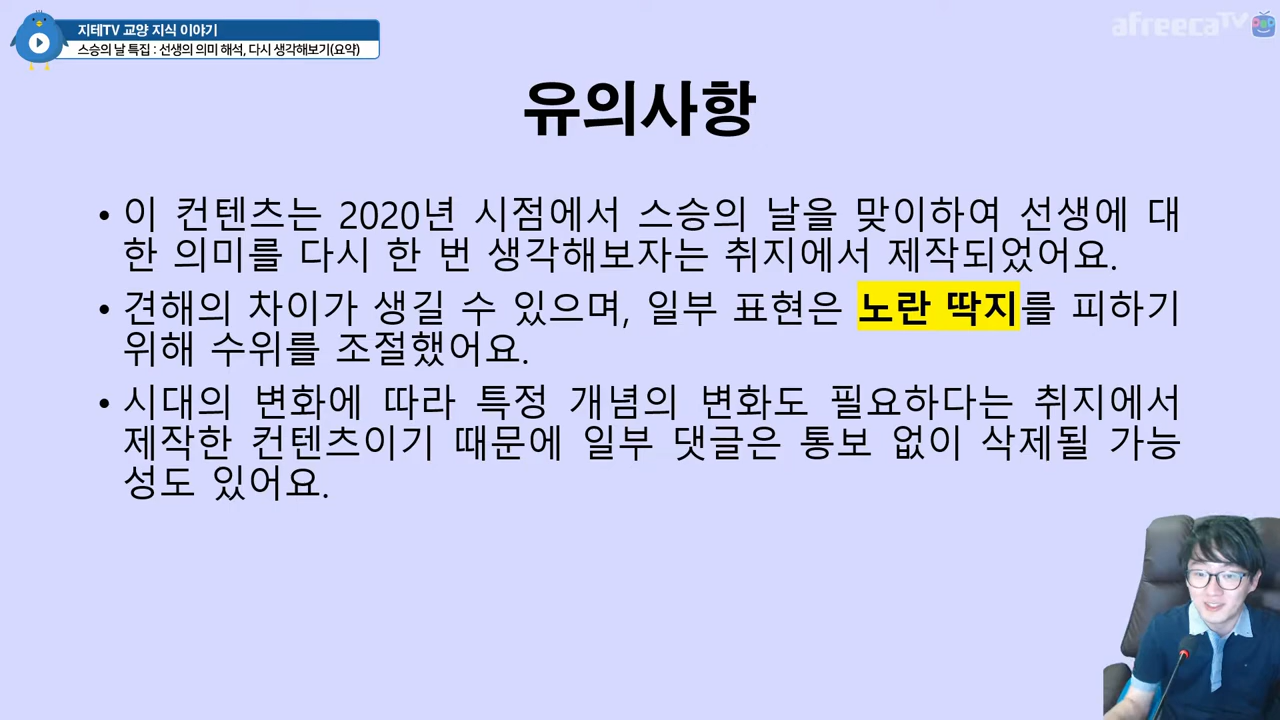 지테TV 교양 지식 이야기
스승의 날 특집 : 선생의 의미 해석, 다시 생각해보기(요약)
afreecaTV
유의사항
• 이 컨텐츠는 2020년 시점에서 스승의 날을 맞이하여 선생에 대
한 의미를 다시 한 번 생각해보자는 취지에서 제작되었어요.
• 견해의 차이가 생길 수 있으며, 일부 표현은 노란 딱지를 피하기
위해 수위를 조절했어요.
• 시대의 변화에 따라 특정 개념의 변화도 필요하다는 취지에서
제작한 컨텐츠이기 때문에 일부 댓글은 통보 없이 삭제될 가능
성도 있어요.